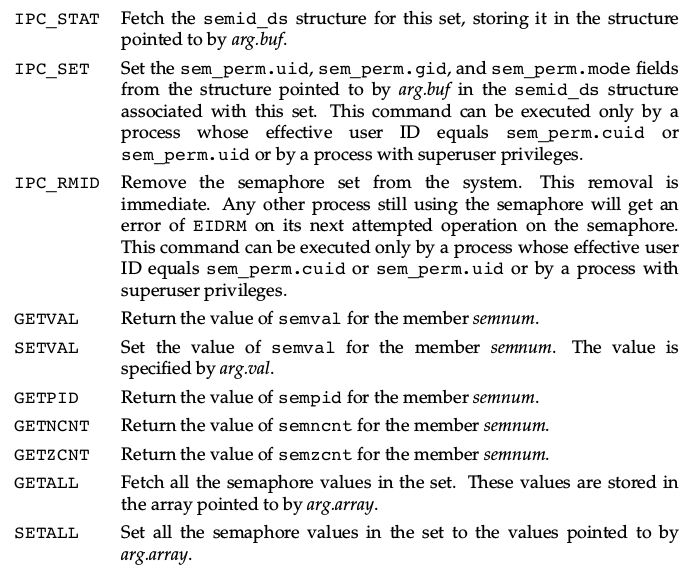 IPC_STAT Fetch the semid_ds structure for this set, storing it in the structure
pointed to by arg.buf.
IPC_SET Set the sem_perm.uid, sem_perm.gid, and sem_perm.mode fields
from the structure pointed to by arg.buf in the semid_ds structure
associated with this set. This command can be executed only by a
process whose effective user ID equals sem_perm.cuid or
sem_perm.uid or by a process with superuser privileges.
IPC_RMID Remove the semaphore set from the system. This removal is
immediate. Any other process still using the semaphore will get an
error of EIDRM on its next attempted operation on the semaphore.
This command can be executed only by a process whose effective user
ID equals sem_perm.cuid or sem_perm.uid or by a process with
superuser privileges.
GETVAL Return the value of semval for the member semnum.
SETVAL Set the value of semval for the member semnum. The value is
specified by arg.val.
GETPID Return the value of sempid for the member semnum.
GETNCNT Return the value of semncnt for the member semnum.
GETZCNT Return the value of semzcnt for the member semnum.
GETALL Fetch all the semaphore values in the set. These values are stored in
the array pointed to by arg.array.
SETALL Set all the semaphore values in the set to the values pointed to by
arg.array.